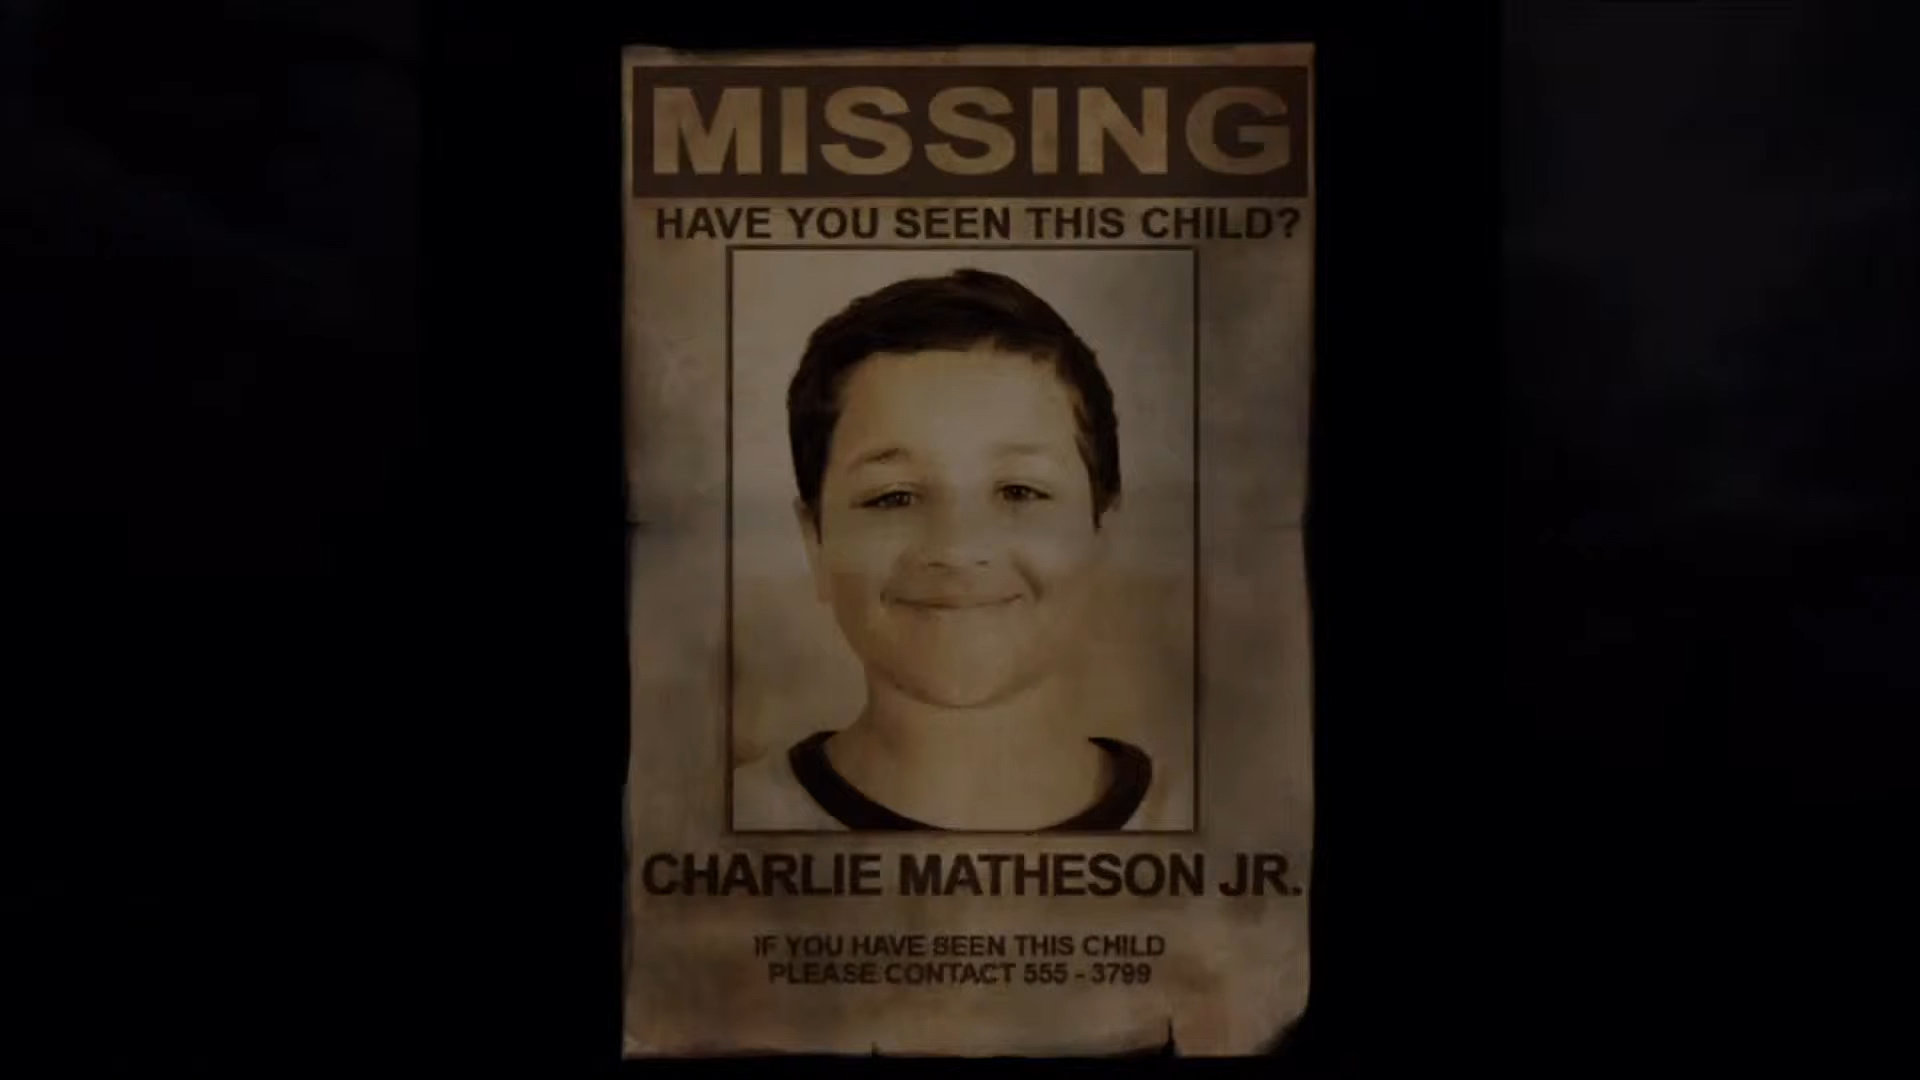 MISSING
HAVE YOU SEEN THIS CHILD?
CHARLIE MATHESON JR.
IF YOU HAVE SEEN THIS CHILD
PLEASE CONTACT 555 - 3799